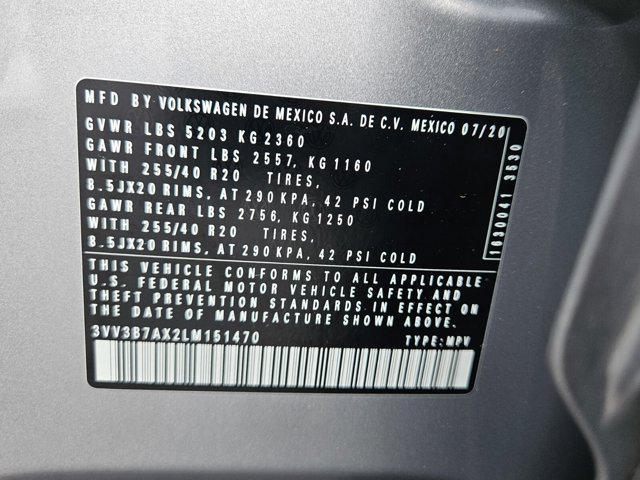 MFD BY VOLKSWAGEN DE MEXICO S.A. DE C.V. MEXICO 07/20
GVWR LBS 5203 KG 2360
GAWR FRONT LBS 2557, KG 1160
WITH 255/40 R20 TIRES,
8.5JX20 RIMS, AT 290 KPA, 42 PSI COLD
GAWR REAR LBS 2756, KG 1250
WITH 255/40 R20 TIRES,
8.5JX20 RIMS, AT 290 KPA, 42 PSI COLD
THIS VEHICLE CONFORMS TO ALL APPLICABLE
U.S. FEDERAL MOTOR VEHICLE SAFETY AND
THEFT PREVENTION STANDARDS IN EFFECT ON
THE DATE OF MANUFACTURE SHOWN ABOVE.
3VV3B7AX2LM151470 TYPE: MPV
1630041 3530